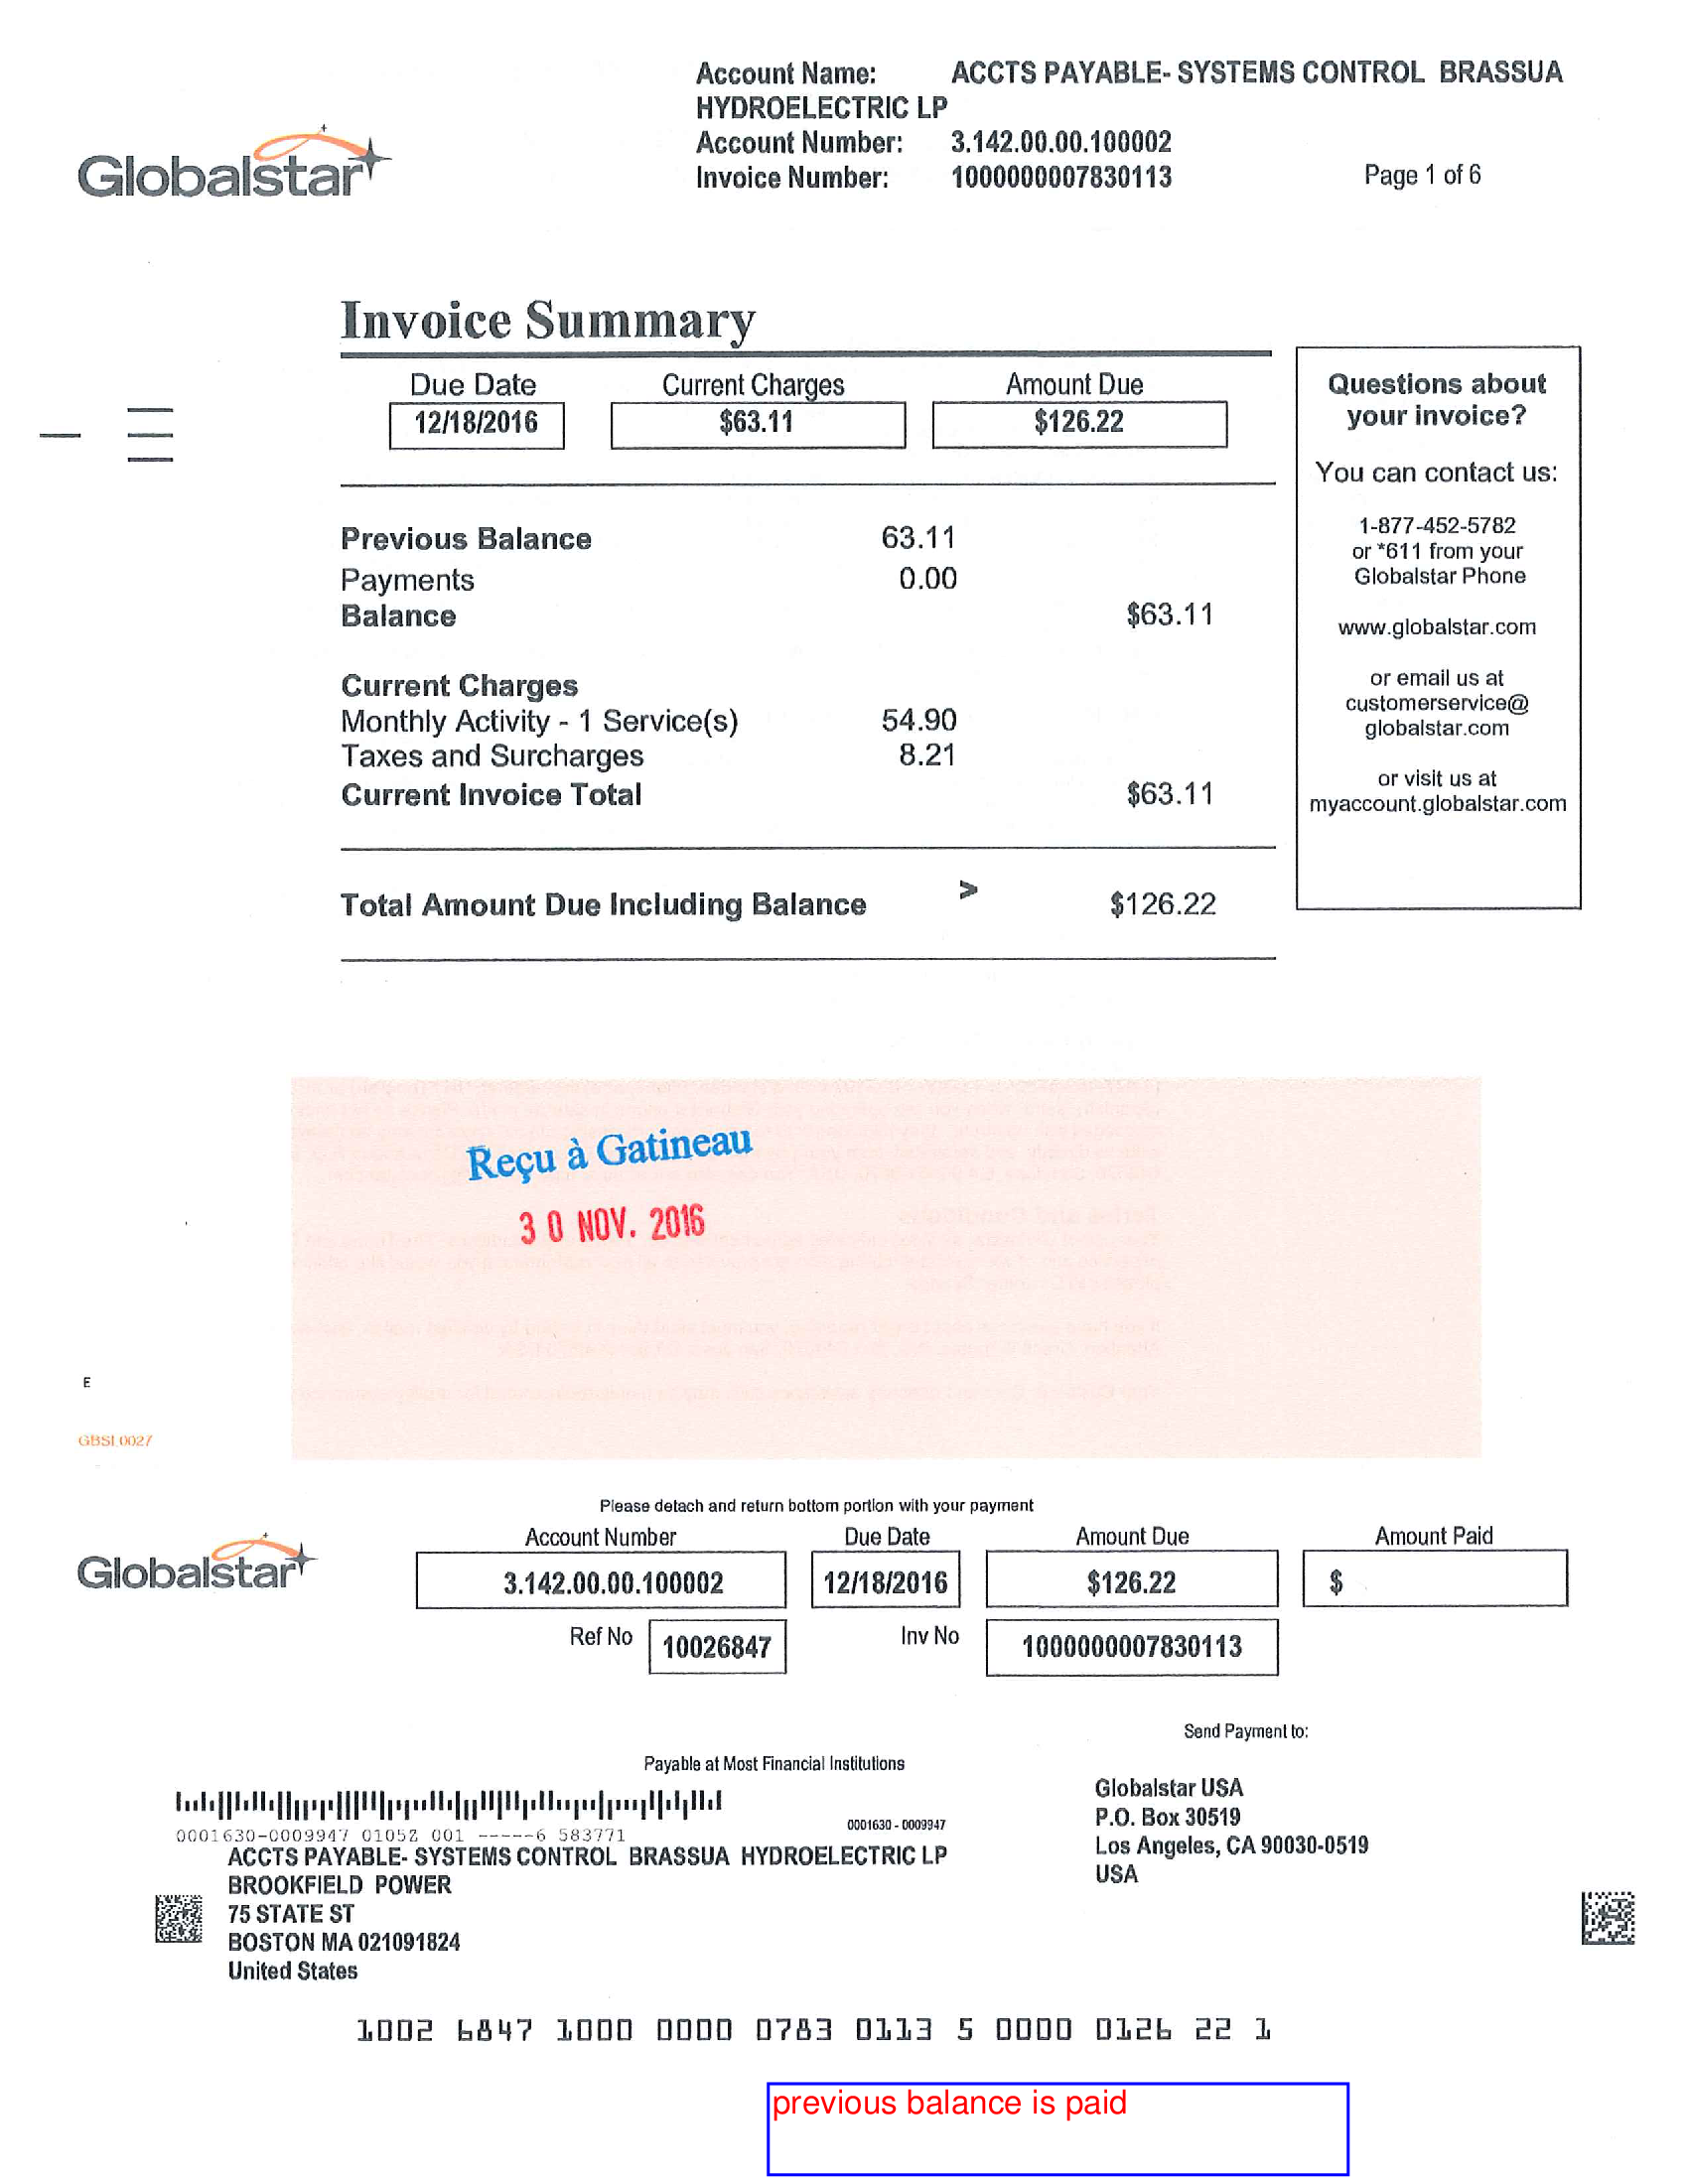 Account Name: ACCTS PAYABLE- SYSTEMS CONTROL BRASSUA
HYDROELECTRIC LP
Account Number: 3.142.00.00.100002
Invoice Number: 1000000007830113
Page 1 of 6
Globalstar
Invoice Summary
Due Date Current Charges Amount Due
12/18/2016 $63.11 $126.22
Previous Balance 63.11
Payments 0.00
Balance $63.11
Current Charges
Monthly Activity - 1 Service(s) 54.90
Taxes and Surcharges 8.21
Current Invoice Total $63.11
Total Amount Due Including Balance > $126.22
Questions about
your invoice?
You can contact us:
1-877-452-5782
or *611 from your
Globalstar Phone
www.globalstar.com
or email us at
customerservice@
globalstar.com
or visit us at
myaccount.globalstar.com
Reçu à Gatineau
30 NOV. 2016
E
GBSI 0027
Please detach and return bottom portion with your payment
Globalstar
Account Number Due Date Amount Due Amount Paid
3.142.00.00.100002 12/18/2016 $126.22 $
Ref No 10026847 Inv No 1000000007830113
Send Payment to:
Payable at Most Financial Institutions
Globalstar USA
P.O. Box 30519
Los Angeles, CA 90030-0519
USA
0001630-0009947 01052 001 -----6 583771
0001630 - 0009947
ACCTS PAYABLE- SYSTEMS CONTROL BRASSUA HYDROELECTRIC LP
BROOKFIELD POWER
75 STATE ST
BOSTON MA 021091824
United States
1002 6847 1000 0000 0783 0113 5 0000 0126 22 1
previous balance is paid